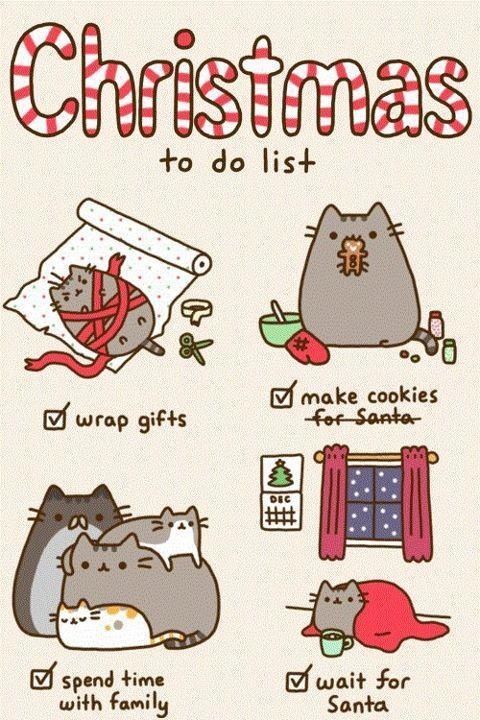 Christmas
to do list
wrap gifts
make cookies
for Santa
DEC
spend time
with family
wait for
Santa